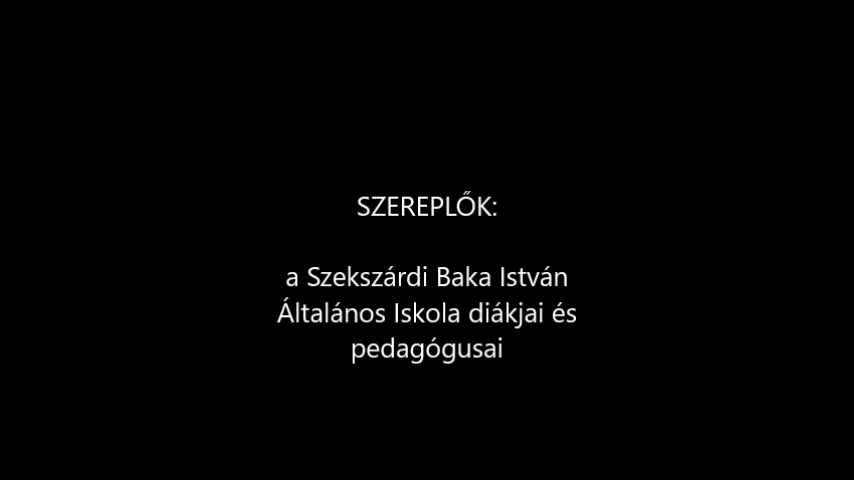 SZEREPLŐK:
a Szekszárdi Baka István
Általános Iskola diákjai és
pedagógusai